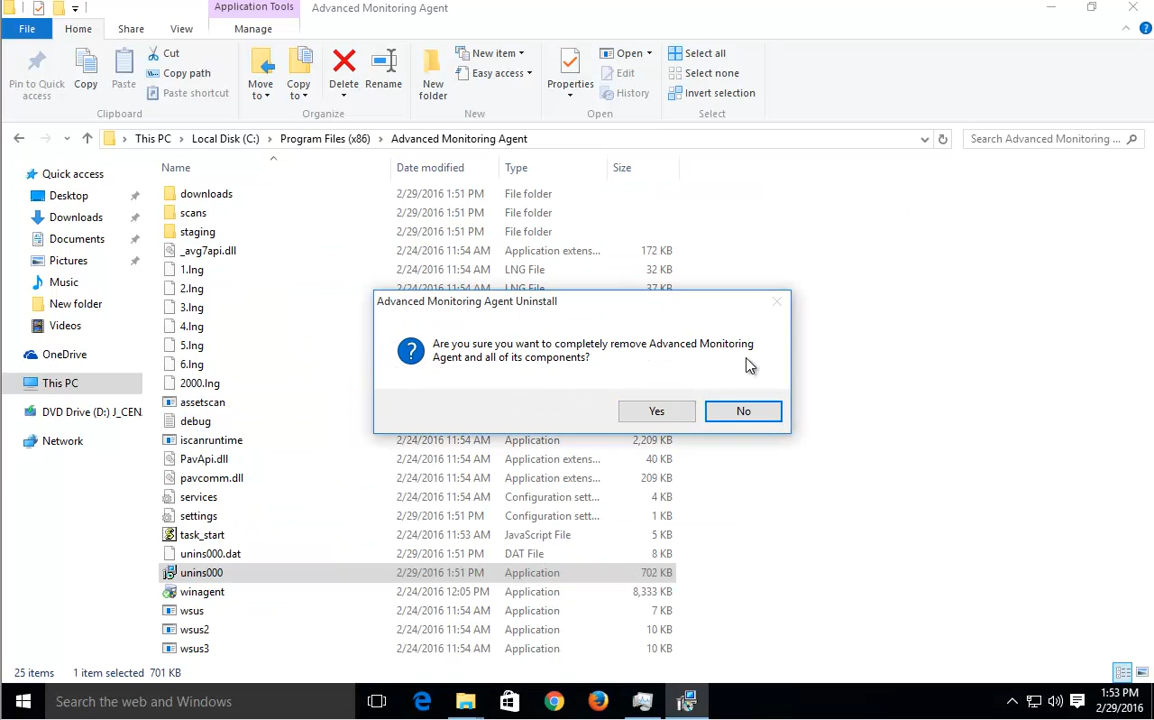 Application Tools
Advanced Monitoring Agent
File
Home
Share
View
Manage
Pin to Quick access
Copy
Paste
Cut
Copy path
Paste shortcut
Clipboard
Move to
Copy to
Delete
Rename
Organize
New folder
New item
Easy access
New
Properties
Open
Edit
History
Open
Select all
Select none
Invert selection
Select
This PC
Local Disk (C:)
Program Files (x86)
Advanced Monitoring Agent
Search Advanced Monitoring ...
Quick access
Desktop
Downloads
Documents
Pictures
Music
New folder
Videos
OneDrive
This PC
DVD Drive (D:) J_CEN
Network
Name Date modified Type Size
downloads 2/29/2016 1:51 PM File folder
scans 2/29/2016 1:51 PM File folder
staging 2/29/2016 1:51 PM File folder
_avg7api.dll 2/24/2016 11:54 AM Application extens... 172 KB
1.lng 2/24/2016 11:54 AM LNG File 32 KB
2.lng 2/24/2016 11:54 AM LNG File 37 KB
3.lng
4.lng
5.lng
6.lng
2000.lng
assetscan
debug
iscanruntime 2/24/2016 11:54 AM Application 2,209 KB
PavApi.dll 2/24/2016 11:54 AM Application extens... 40 KB
pavcomm.dll 2/24/2016 11:54 AM Application extens... 209 KB
services 2/24/2016 11:54 AM Configuration sett... 4 KB
settings 2/29/2016 1:51 PM Configuration sett... 1 KB
task_start 2/24/2016 11:53 AM JavaScript File 5 KB
unins000.dat 2/29/2016 1:51 PM DAT File 8 KB
unins000 2/29/2016 1:51 PM Application 702 KB
winagent 2/24/2016 12:05 PM Application 8,333 KB
wsus 2/24/2016 11:54 AM Application 7 KB
wsus2 2/24/2016 11:54 AM Application 10 KB
wsus3 2/24/2016 11:54 AM Application 10 KB
Advanced Monitoring Agent Uninstall
Are you sure you want to completely remove Advanced Monitoring
Agent and all of its components?
Yes
No
25 items 1 item selected 701 KB
Search the web and Windows
1:53 PM
2/29/2016